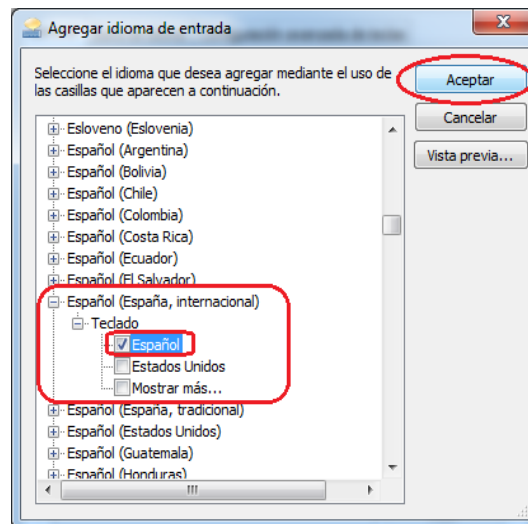 Agregar idioma de entrada
Seleccione el idioma que desea agregar mediante el uso de
las casillas que aparecen a continuación.
Aceptar
Cancelar
Vista previa...
Esloveno (Eslovenia)
Español (Argentina)
Español (Bolivia)
Español (Chile)
Español (Colombia)
Español (Costa Rica)
Español (Ecuador)
Español (El Salvador)
Español (España, internacional)
Teclado
Español
Estados Unidos
Mostrar más...
Español (España, tradicional)
Español (Estados Unidos)
Español (Guatemala)
Español (Honduras)